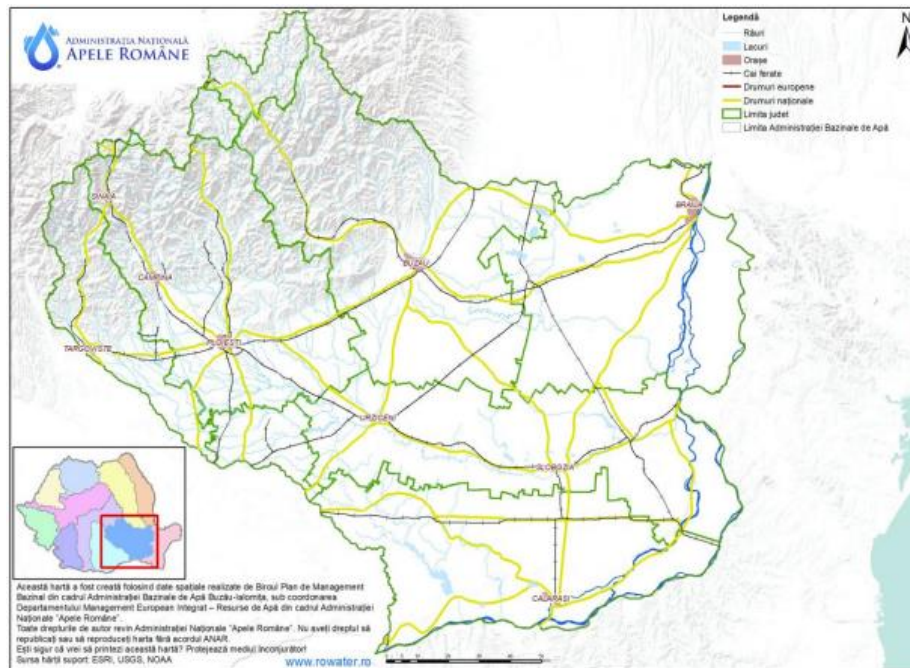 ADMINISTRAȚIA NAȚIONALĂ
APELE ROMÂNE
Legendă
Râuri
Lacuri
Orașe
Cai ferate
Drumuri europene
Drumuri naționale
Limita județ
Limita Administrației Bazinale de Apă
N
SINAIA
BRAILA
CAMPINA
BUZAU
TARGOVISTE
PLOIESTI
URZICENI
SLOBOZIA
CALARASI
Această hartă a fost creată folosind date spațiale realizate de Biroul Plan de Management
Bazinal din cadrul Administrației Bazinale de Apă Buzău-Ialomița, sub coordonarea
Departamentului Management European Integrat – Resurse de Apă din cadrul Administrației
Naționale "Apele Române".
Toate drepturile de autor revin Administrației Naționale "Apele Române". Nu aveți dreptul să
republicați sau să reproduceți harta fără acordul ANAR.
Ești sigur că vrei să printezi această hartă? Protejează mediul înconjurător!
Sursa hărții suport: ESRI, USGS, NOAA
www.rowater.ro